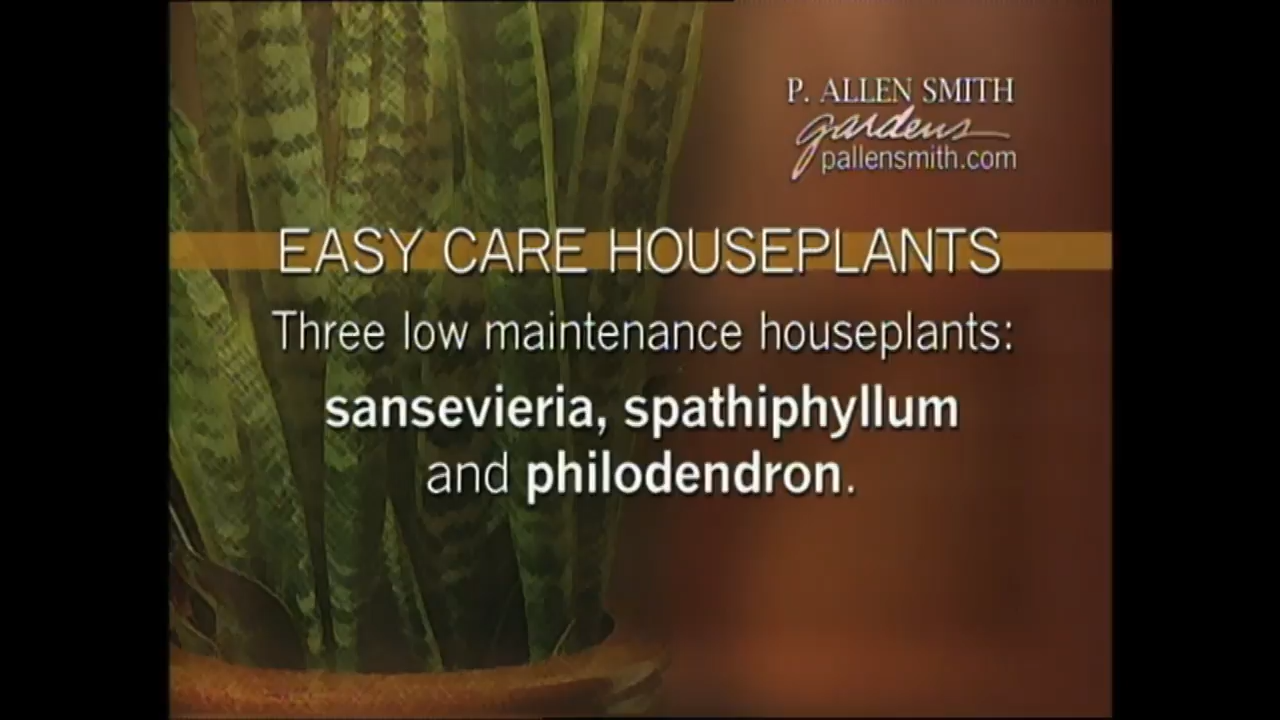 P. ALLEN SMITH
gardens
pallensmith.com
EASY CARE HOUSEPLANTS
Three low maintenance houseplants:
sansevieria, spathiphyllum
and philodendron.